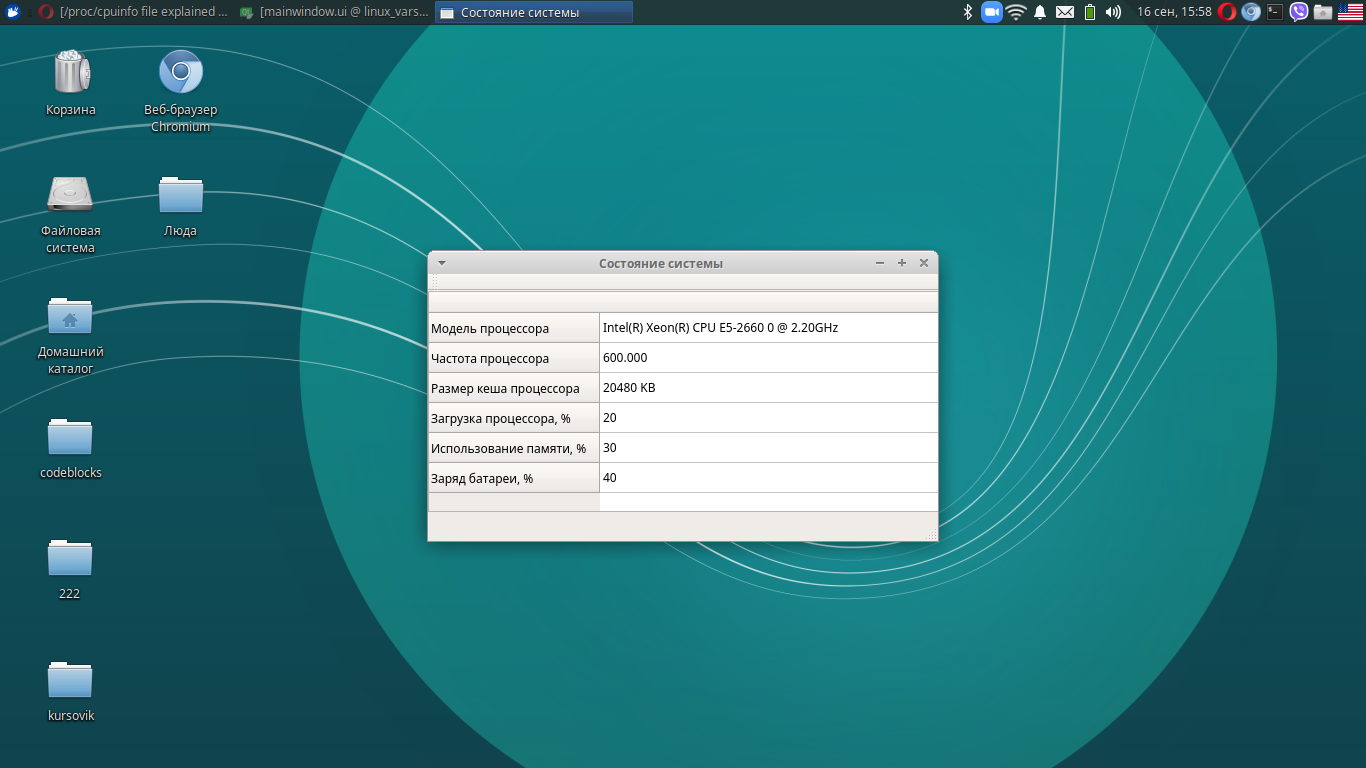 [/proc/cpuinfo file explained ...
[mainwindow.ui @ linux_vars...
Состояние системы
16 сен, 15:58
Корзина
Веб-браузер
Chromium
Файловая
система
Люда
Домашний
каталог
codeblocks
222
kursovik
Состояние системы
Модель процессора
Intel(R) Xeon(R) CPU E5-2660 0 @ 2.20GHz
Частота процессора
600.000
Размер кеша процессора
20480 KB
Загрузка процессора, %
20
Использование памяти, %
30
Заряд батареи, %
40